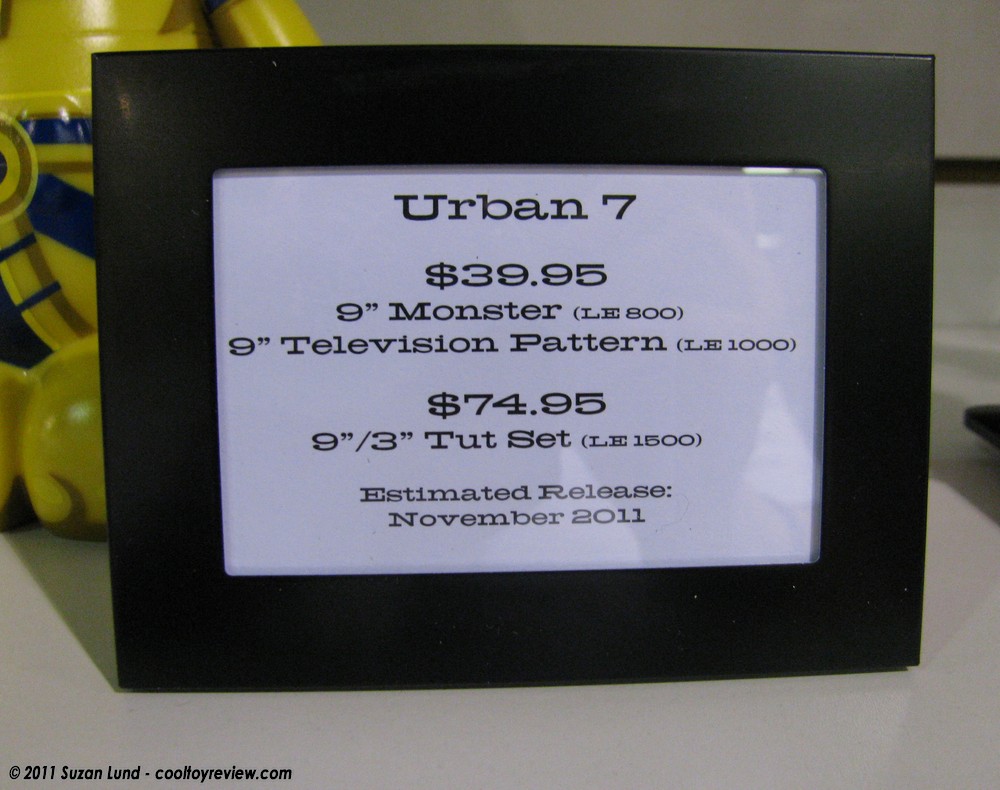 Urban 7
$39.95
9” Monster (LE 800)
9” Television Pattern (LE 1000)
$74.95
9”/3” Tut Set (LE 1500)
Estimated Release:
November 2011
© 2011 Suzan Lund - cooltoyreview.com